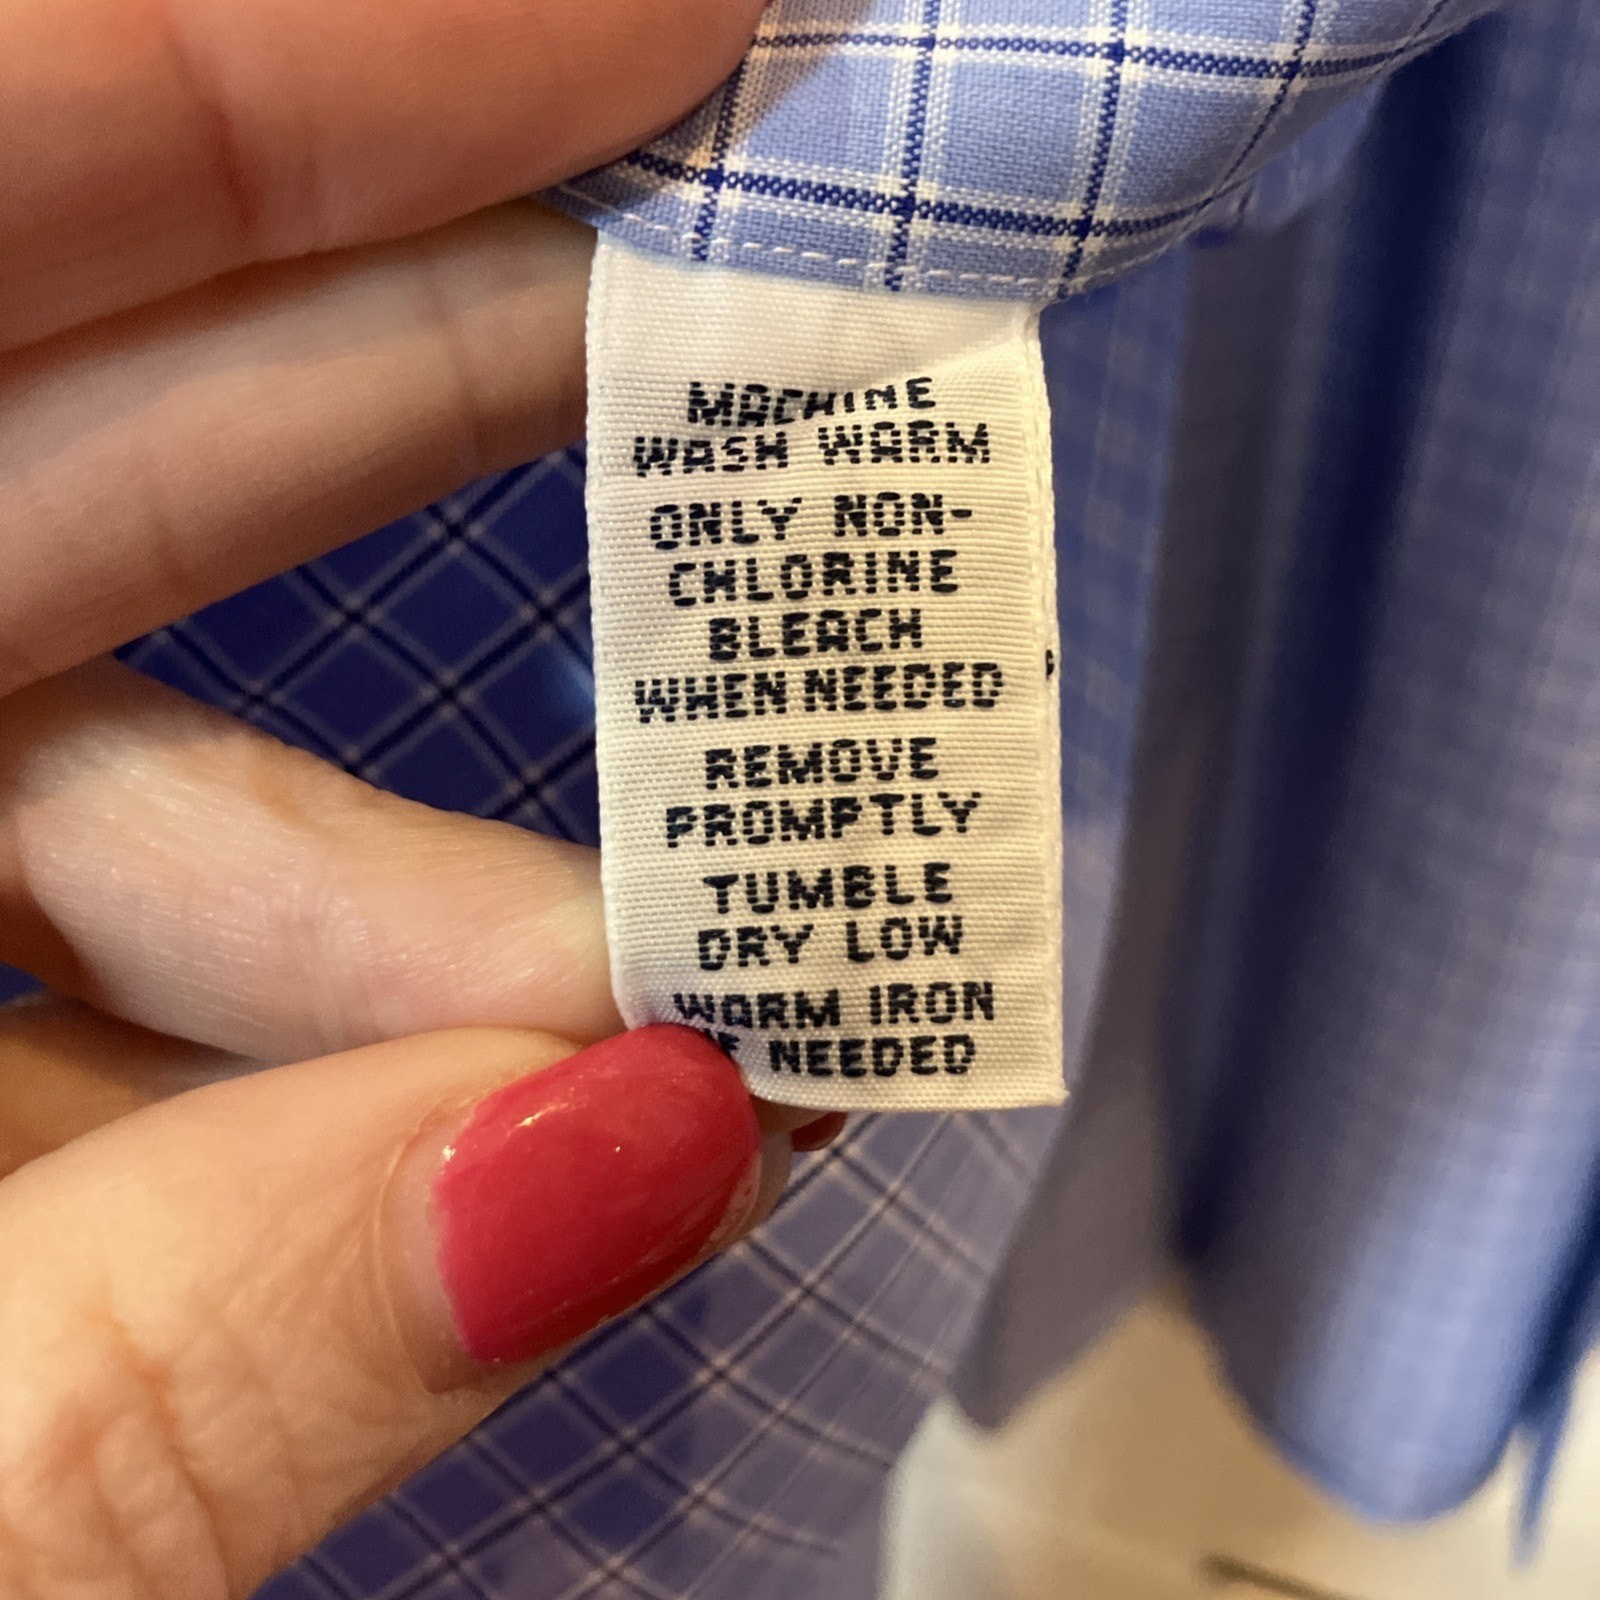 MACHINE
WASH WARM
ONLY NON-
CHLORINE
BLEACH
WHEN NEEDED
REMOVE
PROMPTLY
TUMBLE
DRY LOW
WARM IRON
NEEDED